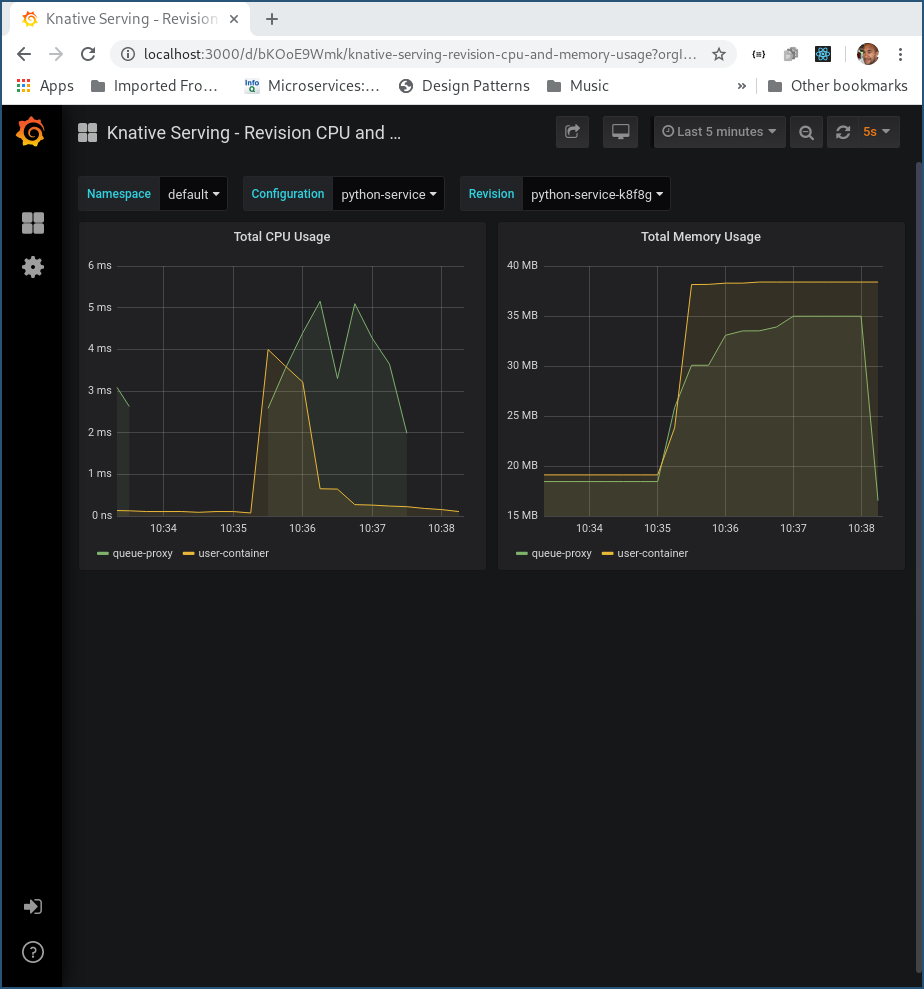 Knative Serving - Revision
localhost:3000/d/bKOoE9Wmk/knative-serving-revision-cpu-and-memory-usage?orgI…
Apps Imported Fro… Info Q Microservices:… Design Patterns Music » Other bookmarks
Knative Serving - Revision CPU and …
Last 5 minutes
5s
Namespace default
Configuration python-service
Revision python-service-k8f8g
Total CPU Usage
6 ms
5 ms
4 ms
3 ms
2 ms
1 ms
0 ns
10:34 10:35 10:36 10:37 10:38
queue-proxy user-container
Total Memory Usage
40 MB
35 MB
30 MB
25 MB
20 MB
15 MB
10:34 10:35 10:36 10:37 10:38
queue-proxy user-container